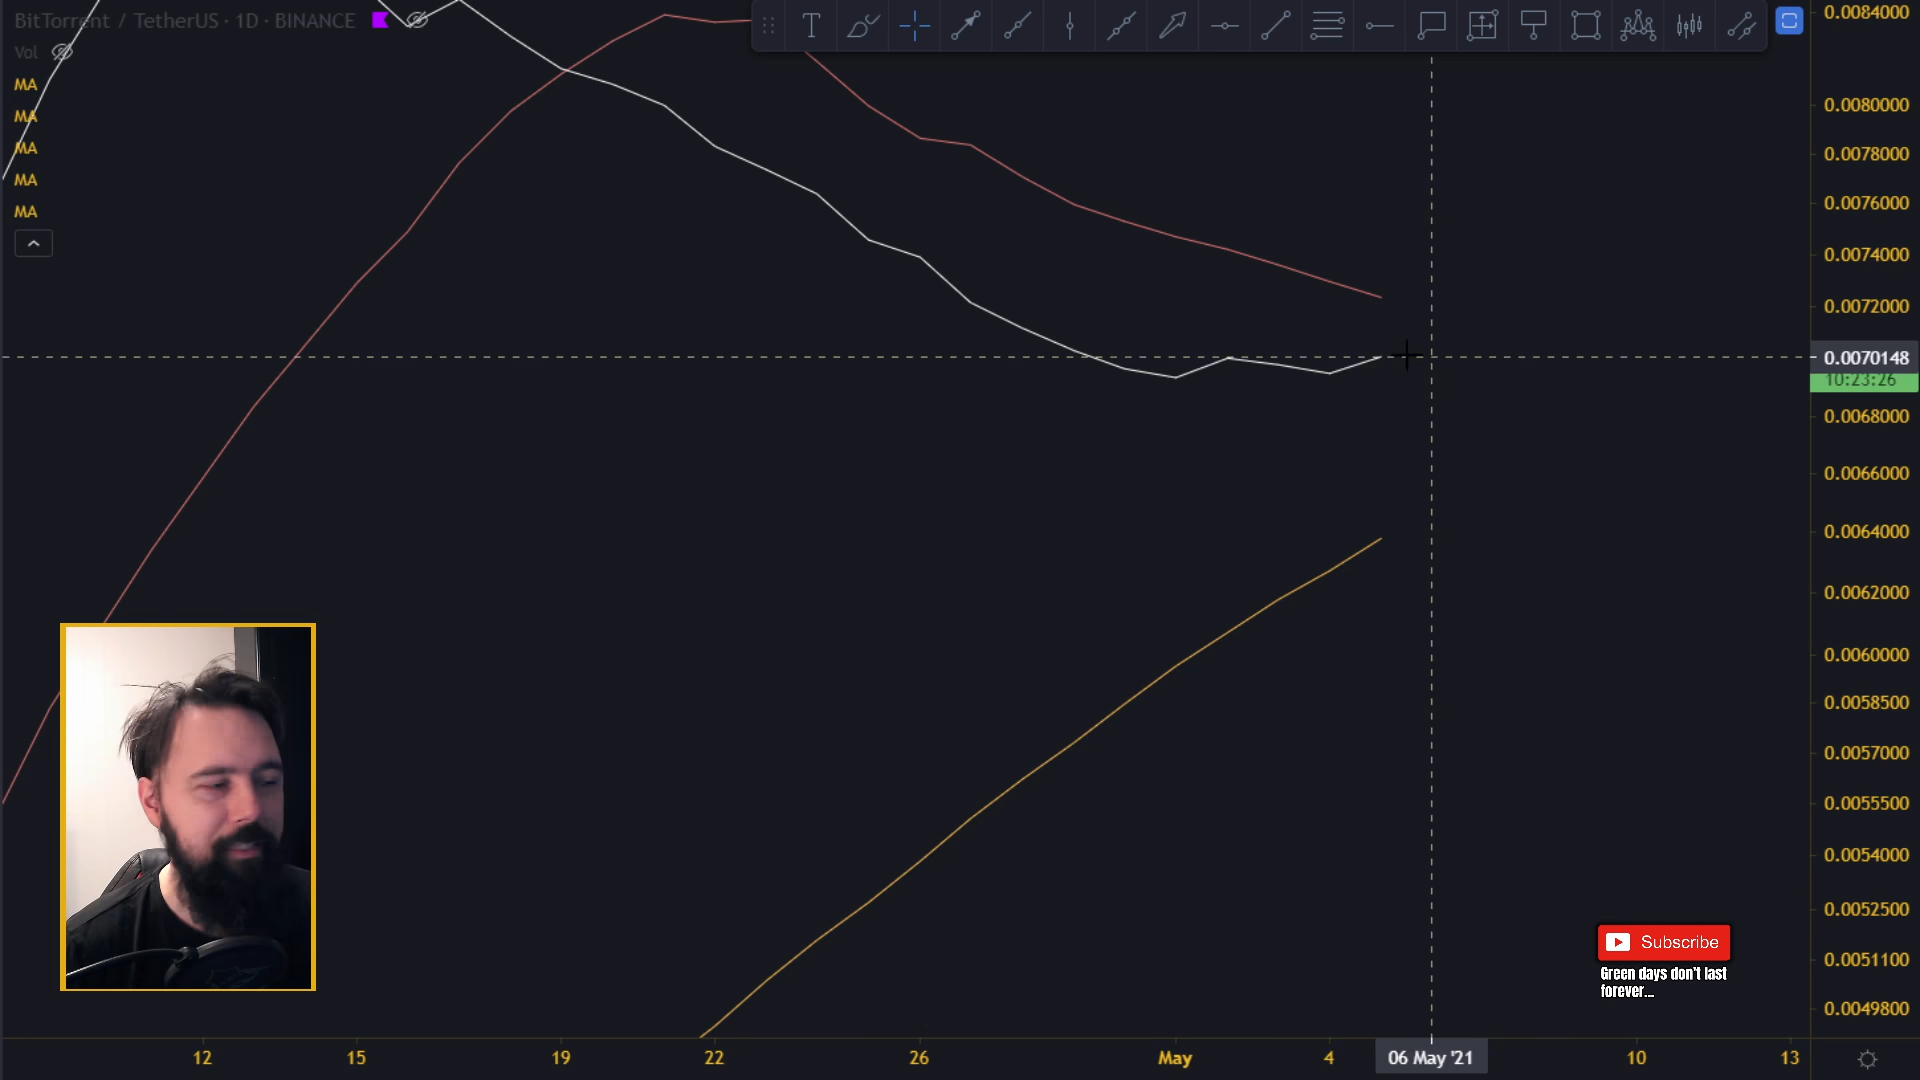 BitTorrent / TetherUS · 1D · BINANCE
Vol
MA
MA
MA
MA
MA
T
0.0084000
0.0080000
0.0078000
0.0076000
0.0074000
0.0072000
0.0070148
10:23:26
0.0068000
0.0066000
0.0064000
0.0062000
0.0060000
0.0058500
0.0057000
0.0055500
0.0054000
0.0052500
0.0051100
0.0049800
Subscribe
Green days don't last
forever...
12 15 19 22 26 May 4 06 May '21 10 13